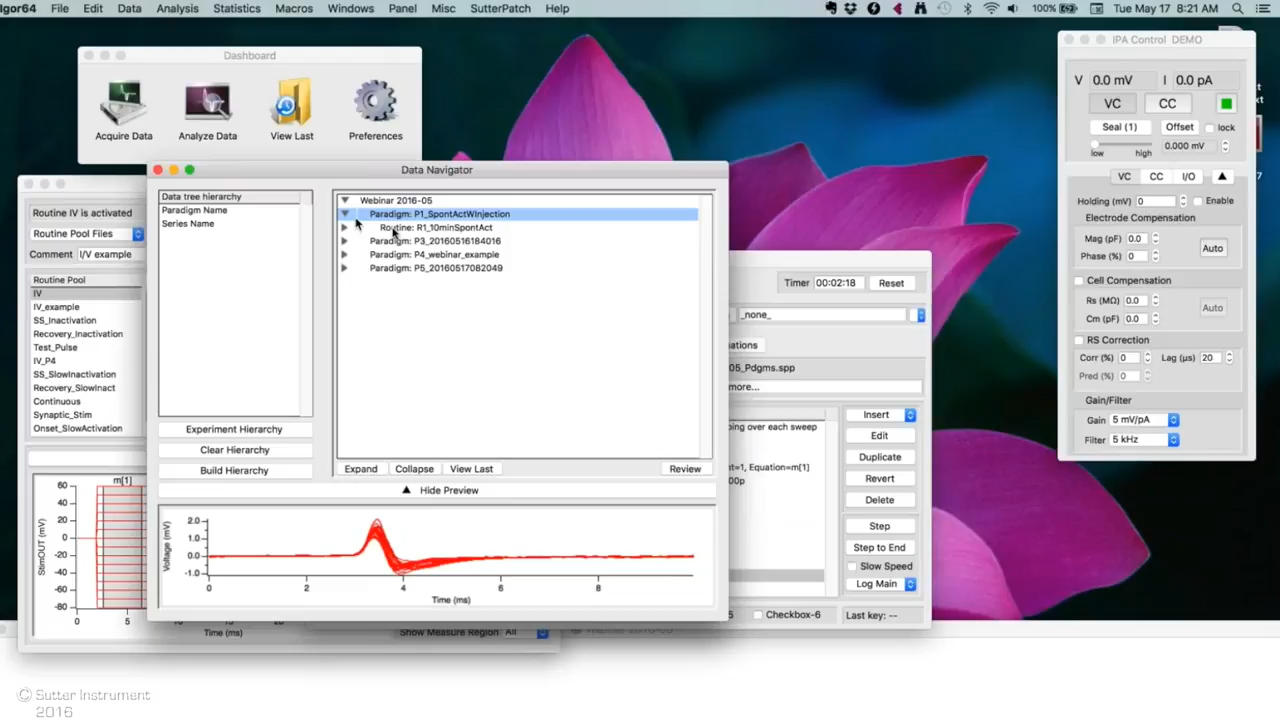 Igor64 File Edit Data Analysis Statistics Macros Windows Panel Misc SutterPatch Help 100% Tue May 17 8:21 AM
Dashboard
Acquire Data Analyze Data View Last Preferences
IPA Control DEMO
V 0.0 mV I 0.0 pA
VC CC
Seal (1) Offset lock
low high 0.000 mV
VC CC I/O
Holding (mV) 0 Enable
Electrode Compensation
Mag (pF) 0.0
Phase (%) 0
Auto
Cell Compensation
Rs (MΩ) 0.0
Cm (pF) 0.0
Auto
RS Correction
Corr (%) 0 Lag (µs) 20
Pred (%) 0
Gain/Filter
Gain 5 mV/pA
Filter 5 kHz
Data Navigator
Data tree hierarchy
Paradigm Name
Series Name
Experiment Hierarchy
Clear Hierarchy
Build Hierarchy
Webinar 2016-05
Paradigm: P1_SpontActWInjection
Routine: R1_10minSpontAct
Paradigm: P3_20160516184016
Paradigm: P4_webinar_example
Paradigm: P5_20160517082049
Expand Collapse View Last Review
Hide Preview
Voltage (mV)
2.0
1.0
0.0
-1.0
0 2 4 6 8
Time (ms)
Routine IV is activated
Routine Pool Files
Comment I/V example
Routine Pool
IV
IV_example
SS_Inactivation
Recovery_Inactivation
Test_Pulse
IV_P4
SS_SlowInactivation
Recovery_SlowInact
Continuous
Synaptic_Stim
Onset_SlowActivation
m[1]
StimOUT (mV)
60
40
20
0
-20
-40
-60
-80
0 5
Time (ms)
Show Measure Region All
Timer 00:02:18 Reset
_none_
uations
05_Pdgms.spp
more...
ping over each sweep
nt=1, Equation=m[1]
00p
Insert
Edit
Duplicate
Revert
Delete
Step
Step to End
Slow Speed
Log Main
Checkbox-6 Last key: --
© Sutter Instrument
2016